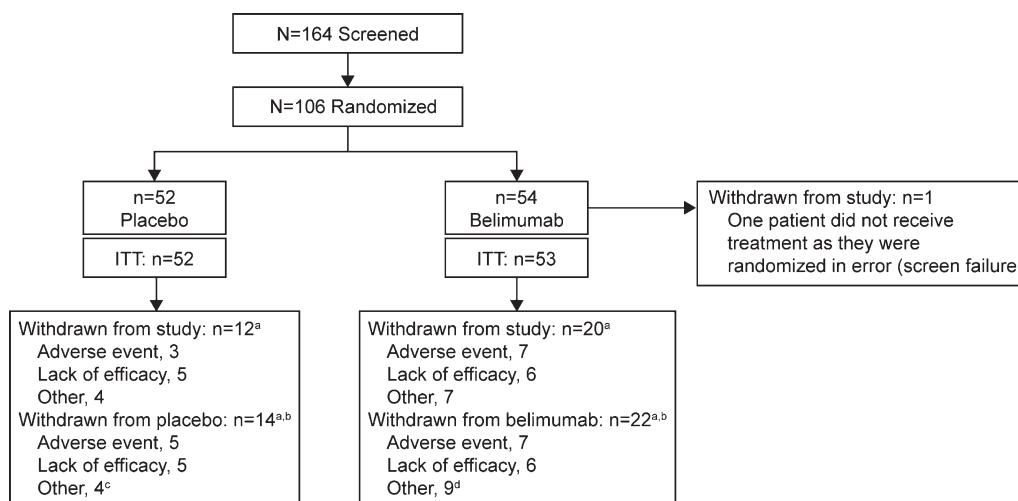 N=164 Screened
N=106 Randomized
n=52
Placebo
n=54
Belimumab
Withdrawn from study: n=1
One patient did not receive
treatment as they were
randomized in error (screen failure
ITT: n=52
ITT: n=53
Withdrawn from study: n=12a
Adverse event, 3
Lack of efficacy, 5
Other, 4
Withdrawn from placebo: n=14a,b
Adverse event, 5
Lack of efficacy, 5
Other, 4c
Withdrawn from study: n=20a
Adverse event, 7
Lack of efficacy, 6
Other, 7
Withdrawn from belimumab: n=22a,b
Adverse event, 7
Lack of efficacy, 6
Other, 9d